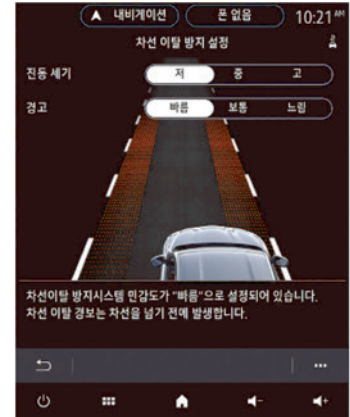 내비게이션 폰 없음 10:21 AM
차선 이탈 방지 설정
진동 세기 저 중 고
경고 빠름 보통 느림
차선이탈 방지시스템 민감도가 "빠름"으로 설정되어 있습니다.
차선 이탈 경보는 차선을 넘기 전에 발생합니다.